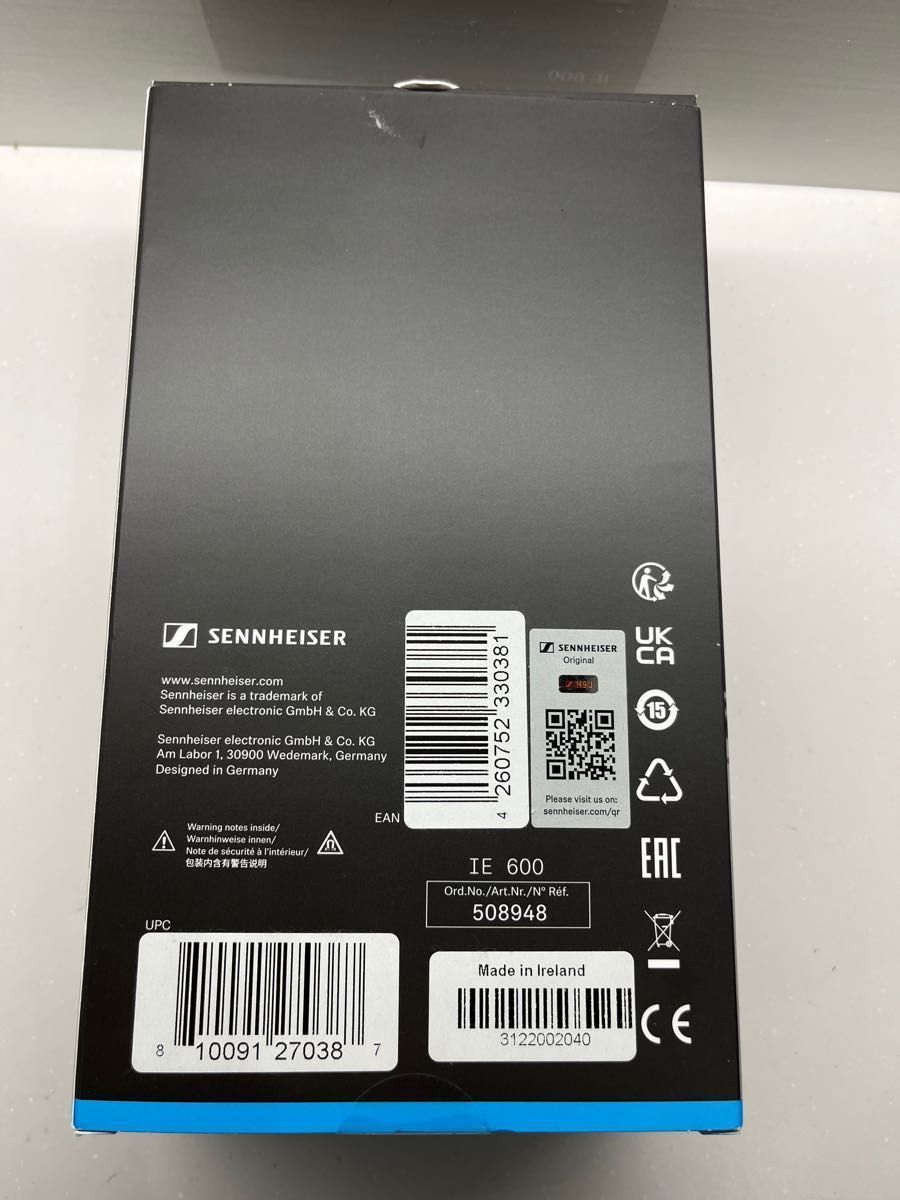 SENNHEISER
www.sennheiser.com
Sennheiser is a trademark of
Sennheiser electronic GmbH & Co. KG
Sennheiser electronic GmbH & Co. KG
Am Labor 1, 30900 Wedemark, Germany
Designed in Germany
Warning notes inside/
Warnhinweise innen/
Note de sécurité à l'intérieur/
包装内含有警告说明
EAN
4 260752 330381
SENNHEISER
Original
Please visit us on:
sennheiser.com/qr
UK
CA
15
EAC
CE
IE 600
Ord.No./Art.Nr./N° Réf.
508948
UPC
8 10091 27038 7
Made in Ireland
3122002040